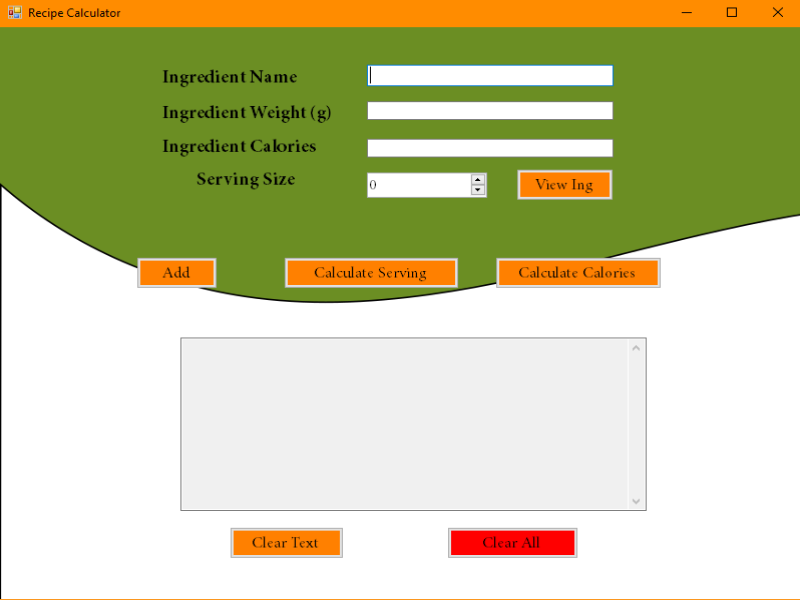 Recipe Calculator
Ingredient Name
Ingredient Weight (g)
Ingredient Calories
Serving Size
0
View Ing
Add
Calculate Serving
Calculate Calories
Clear Text
Clear All